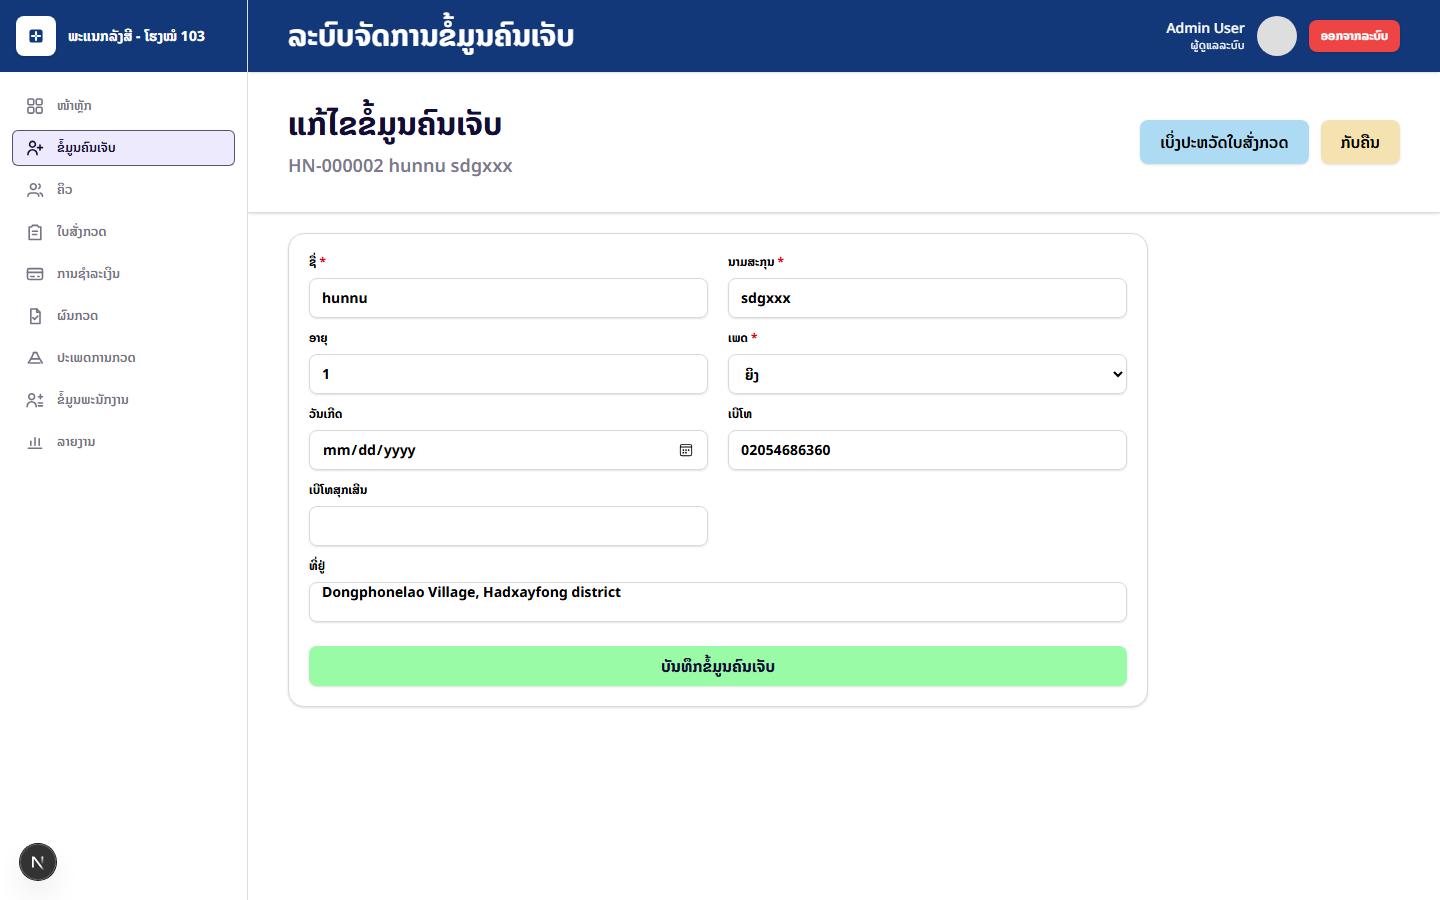 ພະແນກລັງສີ - ໂຮງໝໍ 103
ລະບົບຈັດການຂໍ້ມູນຄົນເຈັບ
Admin User
ຜູ້ດູແລລະບົບ
ອອກຈາກລະບົບ
ໜ້າຫຼັກ
ຂໍ້ມູນຄົນເຈັບ
ຄິວ
ໃບສັ່ງກວດ
ການຊຳລະເງິນ
ຜົນກວດ
ປະເພດການກວດ
ຂໍ້ມູນພະນັກງານ
ລາຍງານ
ແກ້ໄຂຂໍ້ມູນຄົນເຈັບ
HN-000002 hunnu sdgxxx
ເບິ່ງປະຫວັດໃບສັ່ງກວດ
ກັບຄືນ
ຊື່ *
hunnu
ນາມສະກຸນ *
sdgxxx
ອາຍຸ
1
ເພດ *
ຍິງ
ວັນເກີດ
mm/dd/yyyy
ເບີໂທ
02054686360
ເບີໂທສຸກເສີນ
ທີ່ຢູ່
Dongphonelao Village, Hadxayfong district
ບັນທຶກຂໍ້ມູນຄົນເຈັບ
N